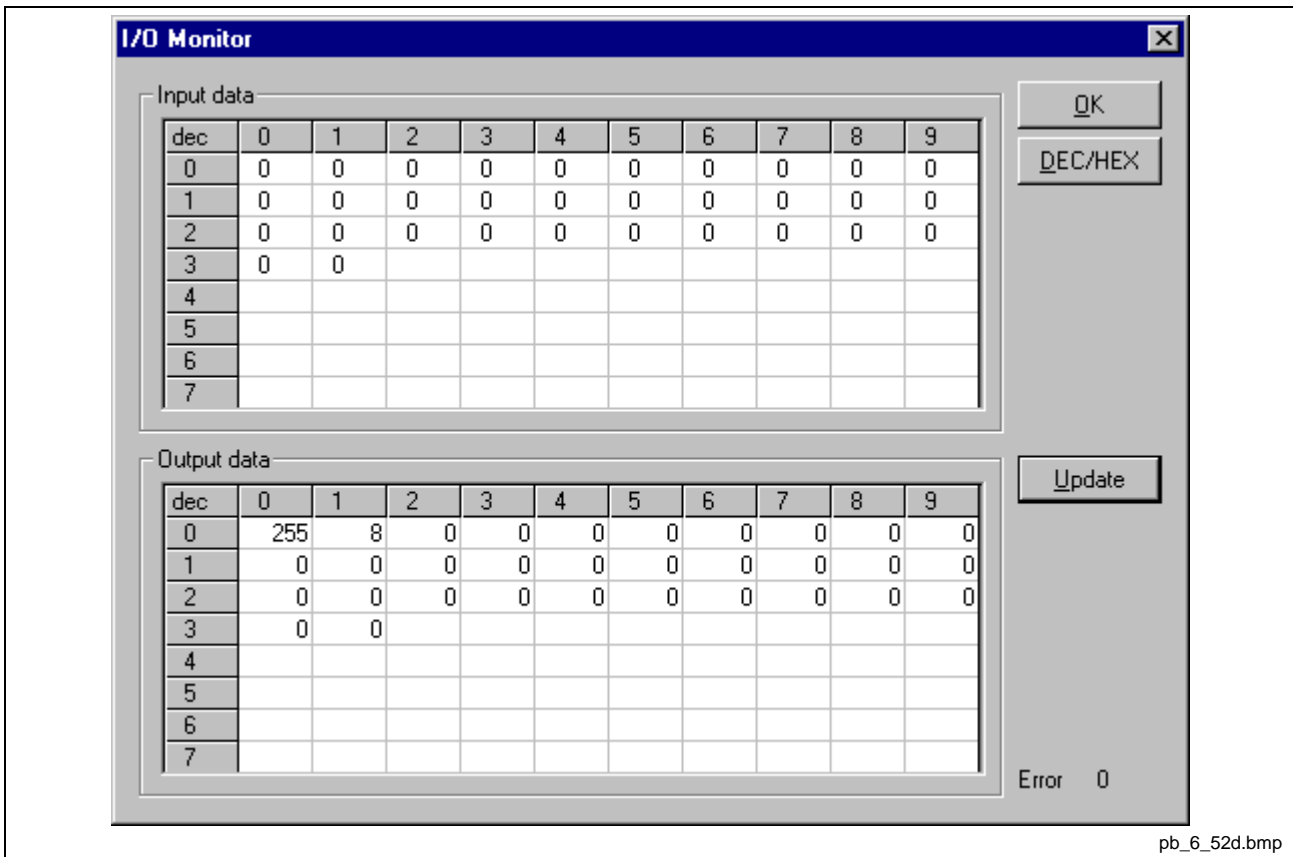 I/O Monitor
Input data
OK
dec 0 1 2 3 4 5 6 7 8 9
DEC/HEX
0 0 0 0 0 0 0 0 0 0 0
1 0 0 0 0 0 0 0 0 0 0
2 0 0 0 0 0 0 0 0 0 0
3 0 0
4
5
6
7
Output data
Update
dec 0 1 2 3 4 5 6 7 8 9
0 255 8 0 0 0 0 0 0 0 0
1 0 0 0 0 0 0 0 0 0 0
2 0 0 0 0 0 0 0 0 0 0
3 0 0
4
5
6
7
Error 0
pb_6_52d.bmp